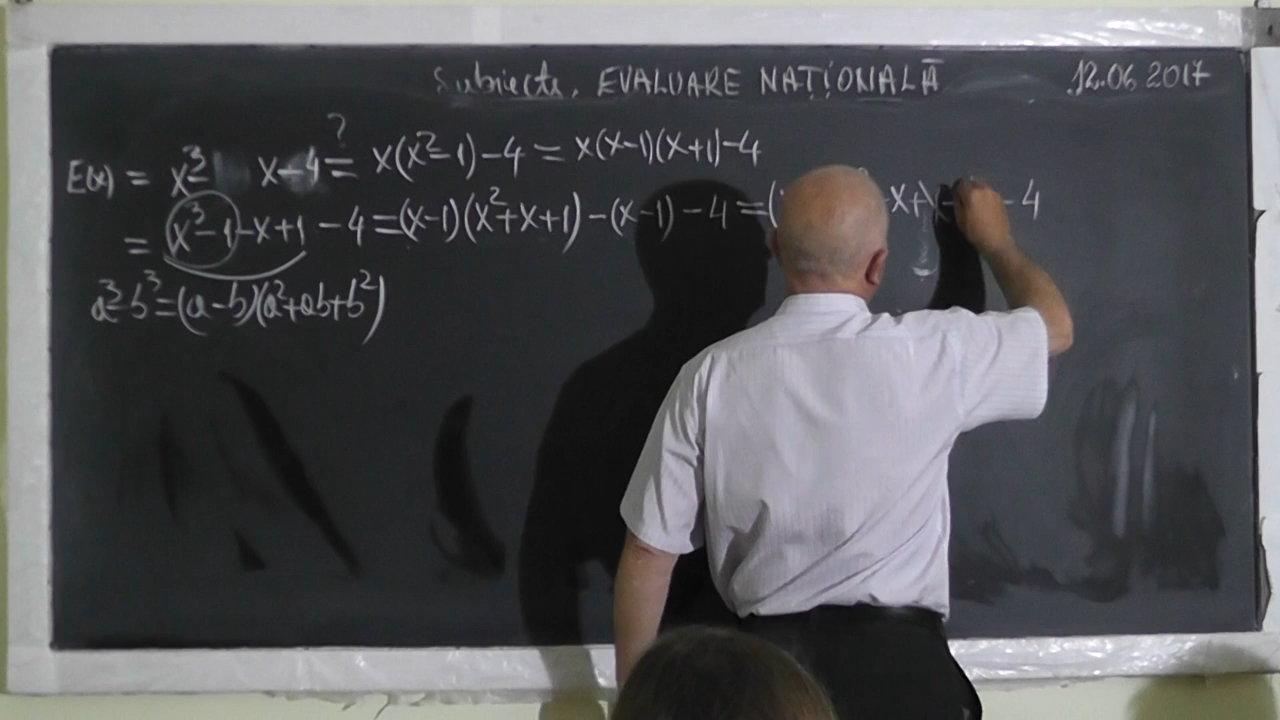 Subiecte, EVALUARE NAȚIONALĂ 12.06.2017
E(x) = x³- x-4 ?= x(x²-1)-4 = x(x-1)(x+1)-4
= x³-1-x+1 -4 =(x-1)(x²+x+1)-(x-1)-4 =( -4
a³-b³=(a-b)(a²+ab+b²)